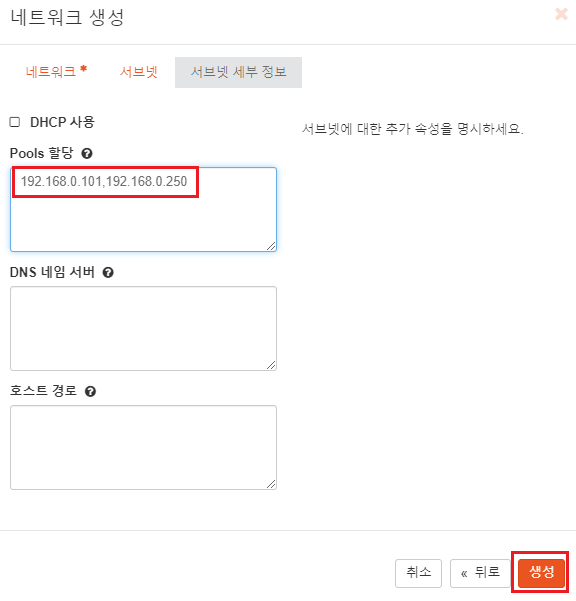 네트워크 생성
네트워크 * 서브넷 서브넷 세부 정보
DHCP 사용
서브넷에 대한 추가 속성을 명시하세요.
Pools 할당
192.168.0.101,192.168.0.250
DNS 네임 서버
호스트 경로
취소 « 뒤로 생성